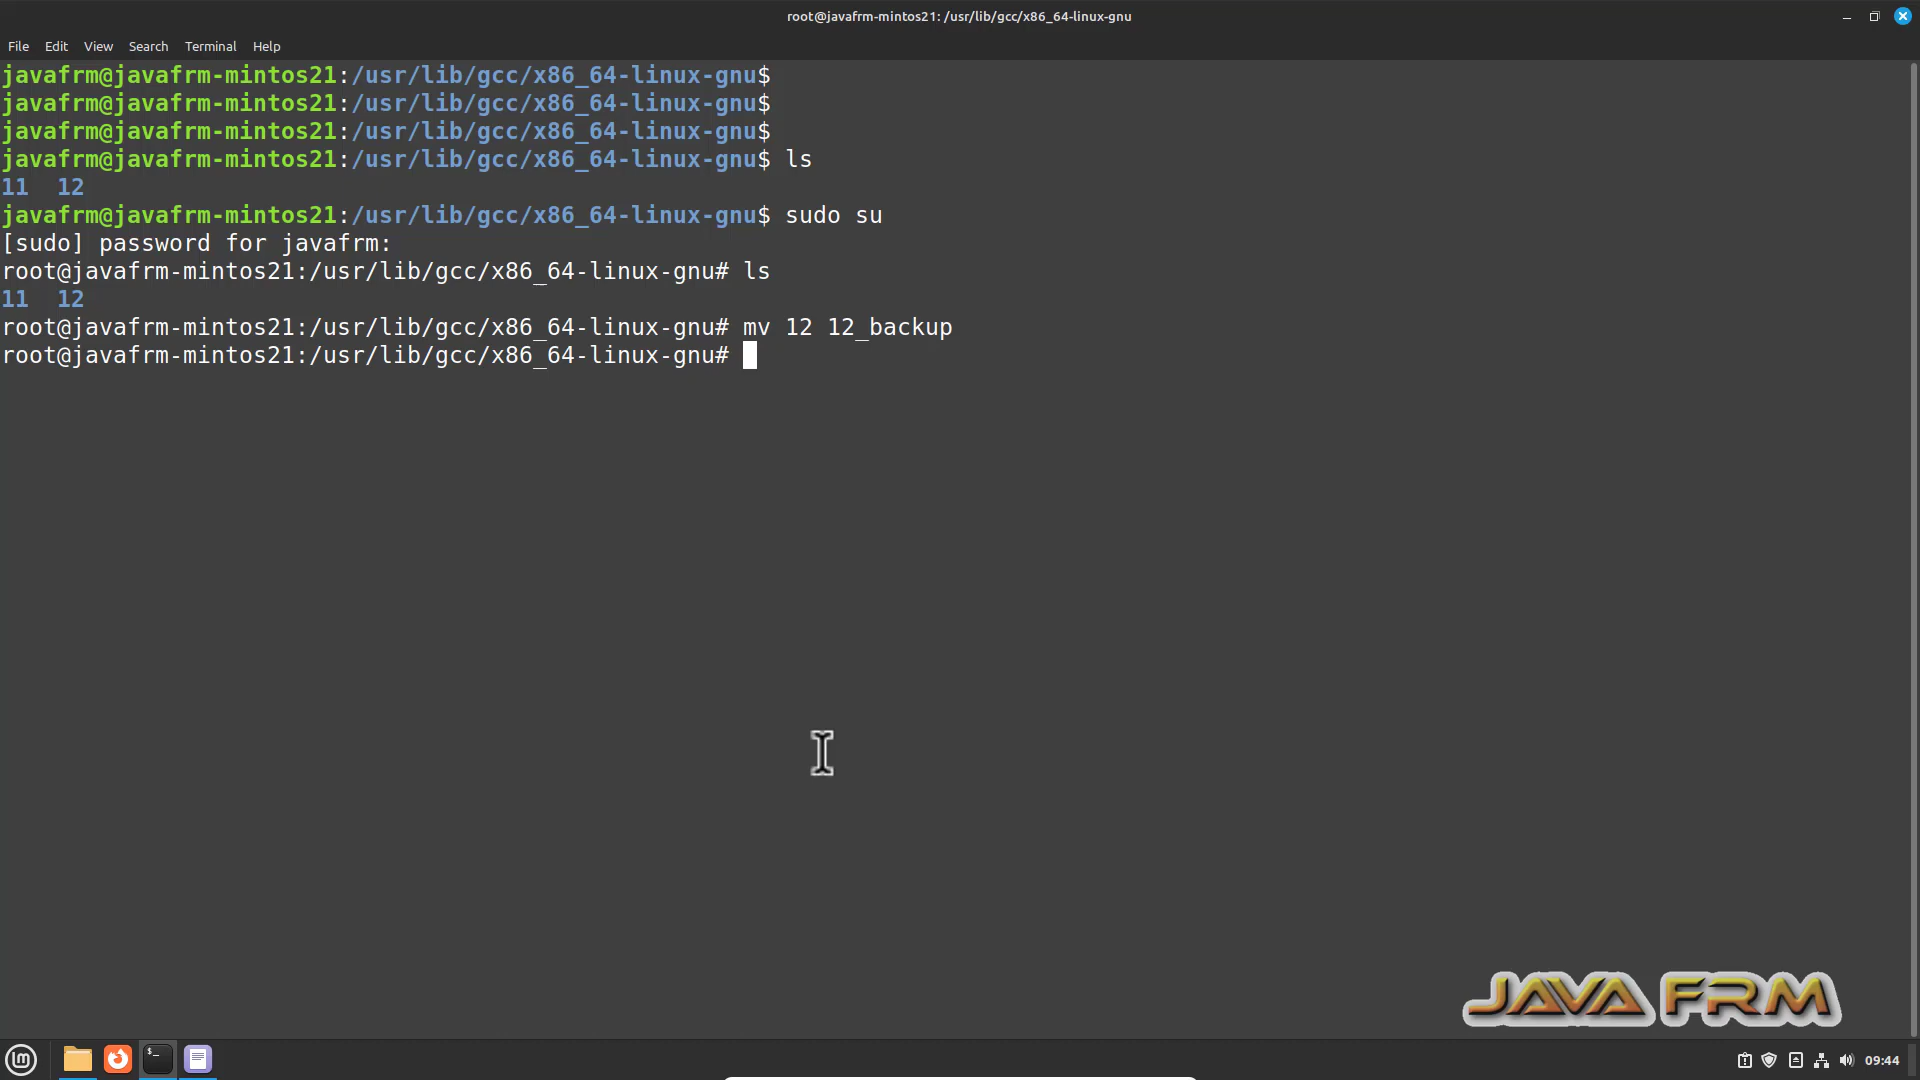 root@javafrm-mintos21: /usr/lib/gcc/x86_64-linux-gnu
File Edit View Search Terminal Help
javafrm@javafrm-mintos21:/usr/lib/gcc/x86_64-linux-gnu$
javafrm@javafrm-mintos21:/usr/lib/gcc/x86_64-linux-gnu$
javafrm@javafrm-mintos21:/usr/lib/gcc/x86_64-linux-gnu$
javafrm@javafrm-mintos21:/usr/lib/gcc/x86_64-linux-gnu$ ls
11  12
javafrm@javafrm-mintos21:/usr/lib/gcc/x86_64-linux-gnu$ sudo su
[sudo] password for javafrm:
root@javafrm-mintos21:/usr/lib/gcc/x86_64-linux-gnu# ls
11  12
root@javafrm-mintos21:/usr/lib/gcc/x86_64-linux-gnu# mv 12 12_backup
root@javafrm-mintos21:/usr/lib/gcc/x86_64-linux-gnu#
JAVA FRM
09:44